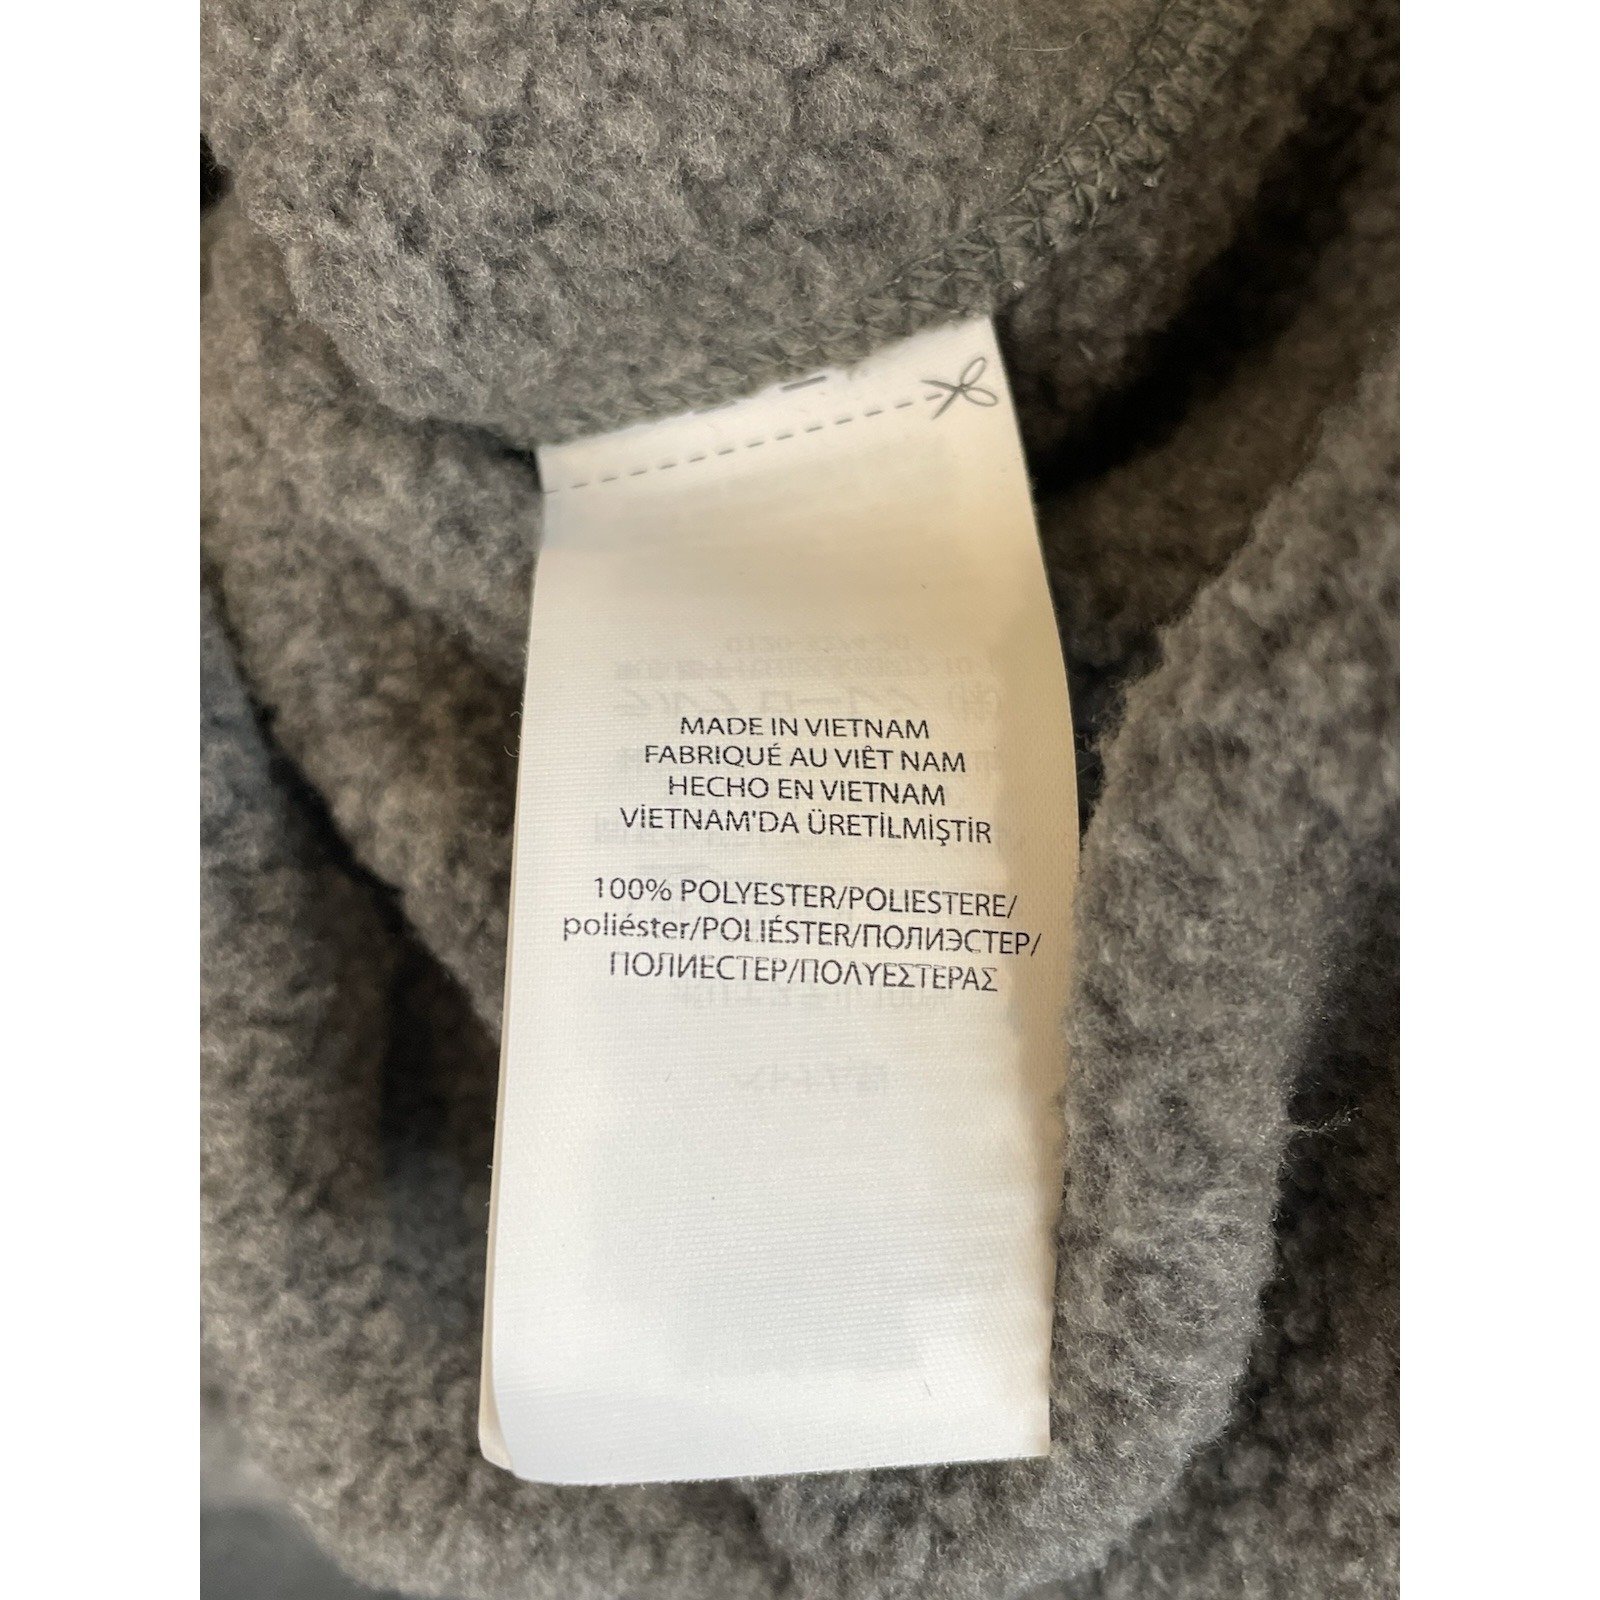 MADE IN VIETNAM
FABRIQUÉ AU VIÊT NAM
HECHO EN VIETNAM
VİETNAM'DA ÜRETİLMİŞTİR
100% POLYESTER/POLIESTERE/
poliéster/POLIÉSTER/ПОЛИЭСТЕР/
ПОЛИЕСТЕР/ΠΟΛΥΕΣΤΕΡΑΣ